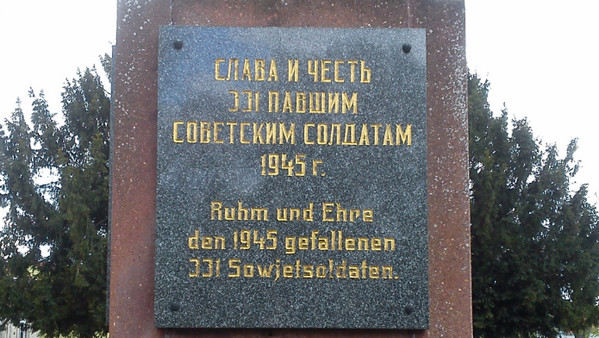 СЛАВА И ЧЕСТЬ
331 ПАВШИМ
СОВЕТСКИМ СОЛДАТАМ
1945 г.
Ruhm und Ehre
den 1945 gefallenen
331 Sowjetsoldaten.